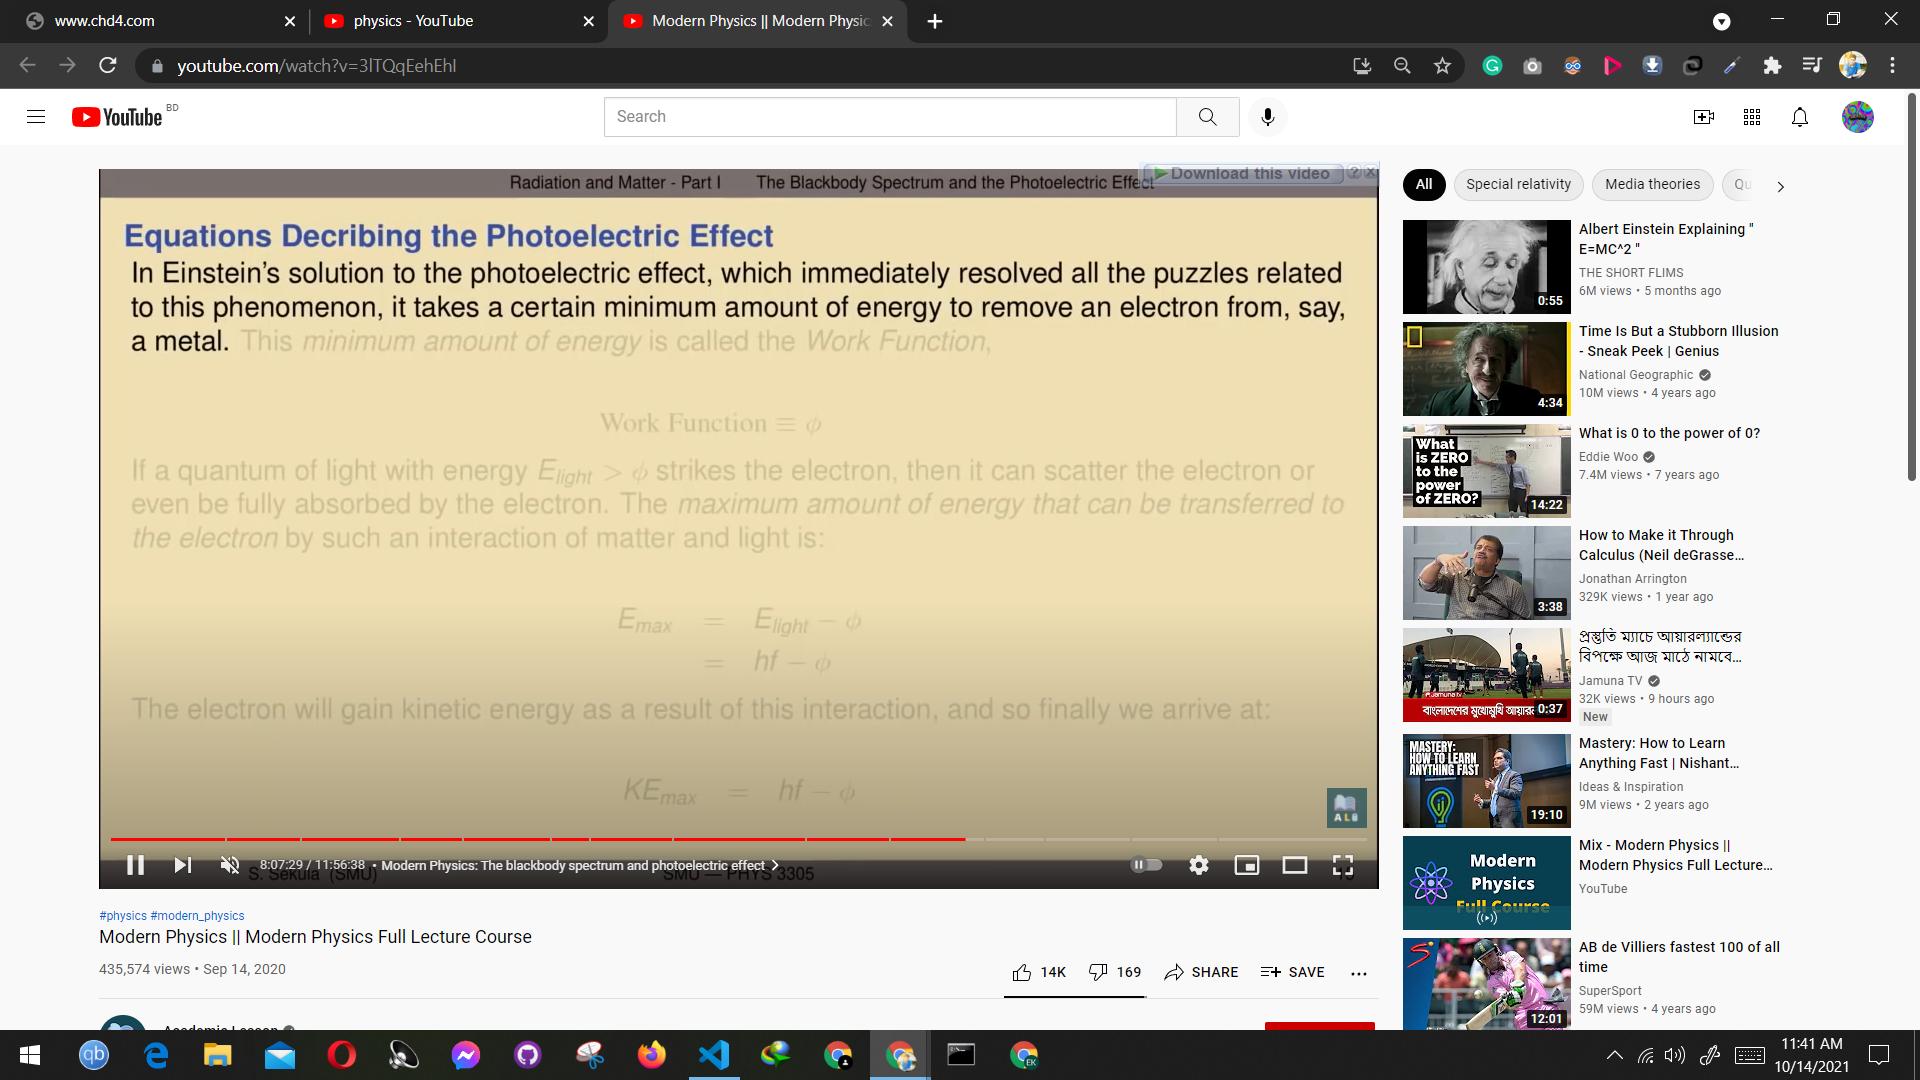 www.chd4.com
physics - YouTube
Modern Physics || Modern Physic
youtube.com/watch?v=3lTQqEehEhI
YouTube BD
Search
Download this video
Radiation and Matter - Part I The Blackbody Spectrum and the Photoelectric Effect
Equations Decribing the Photoelectric Effect
In Einstein's solution to the photoelectric effect, which immediately resolved all the puzzles related
to this phenomenon, it takes a certain minimum amount of energy to remove an electron from, say,
a metal. This minimum amount of energy is called the Work Function,
Work Function ≡ ϕ
If a quantum of light with energy E_light > ϕ strikes the electron, then it can scatter the electron or
even be fully absorbed by the electron. The maximum amount of energy that can be transferred to
the electron by such an interaction of matter and light is:
E_max = E_light − ϕ
= hf − ϕ
The electron will gain kinetic energy as a result of this interaction, and so finally we arrive at:
KE_max = hf − ϕ
8:07:29 / 11:56:38 • Modern Physics: The blackbody spectrum and photoelectric effect
S. Sekula (SMU) SMU — PHYS 3305
#physics #modern_physics
Modern Physics || Modern Physics Full Lecture Course
435,574 views • Sep 14, 2020
14K 169 SHARE SAVE
All Special relativity Media theories Qu
Albert Einstein Explaining "
E=MC^2 "
THE SHORT FLIMS
6M views • 5 months ago
0:55
Time Is But a Stubborn Illusion
- Sneak Peek | Genius
National Geographic
10M views • 4 years ago
4:34
What is 0 to the power of 0?
Eddie Woo
7.4M views • 7 years ago
What
is ZERO
to the
power
of ZERO?
14:22
How to Make it Through
Calculus (Neil deGrasse…
Jonathan Arrington
329K views • 1 year ago
3:38
প্রস্তুতি ম্যাচে আয়ারল্যান্ডের
বিপক্ষে আজ মাঠে নামবে…
Jamuna TV
32K views • 9 hours ago
New
0:37
Mastery: How to Learn
Anything Fast | Nishant…
Ideas & Inspiration
9M views • 2 years ago
MASTERY:
HOW TO LEARN
ANYTHING FAST
19:10
Mix - Modern Physics ||
Modern Physics Full Lecture…
YouTube
Modern
Physics
Full Course
AB de Villiers fastest 100 of all
time
SuperSport
59M views • 4 years ago
12:01
11:41 AM
10/14/2021